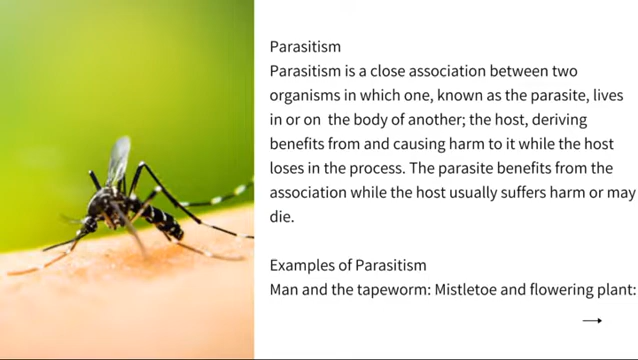 Parasitism
Parasitism is a close association between two
organisms in which one, known as the parasite, lives
in or on the body of another; the host, deriving
benefits from and causing harm to it while the host
loses in the process. The parasite benefits from the
association while the host usually suffers harm or may
die.
Examples of Parasitism
Man and the tapeworm: Mistletoe and flowering plant: